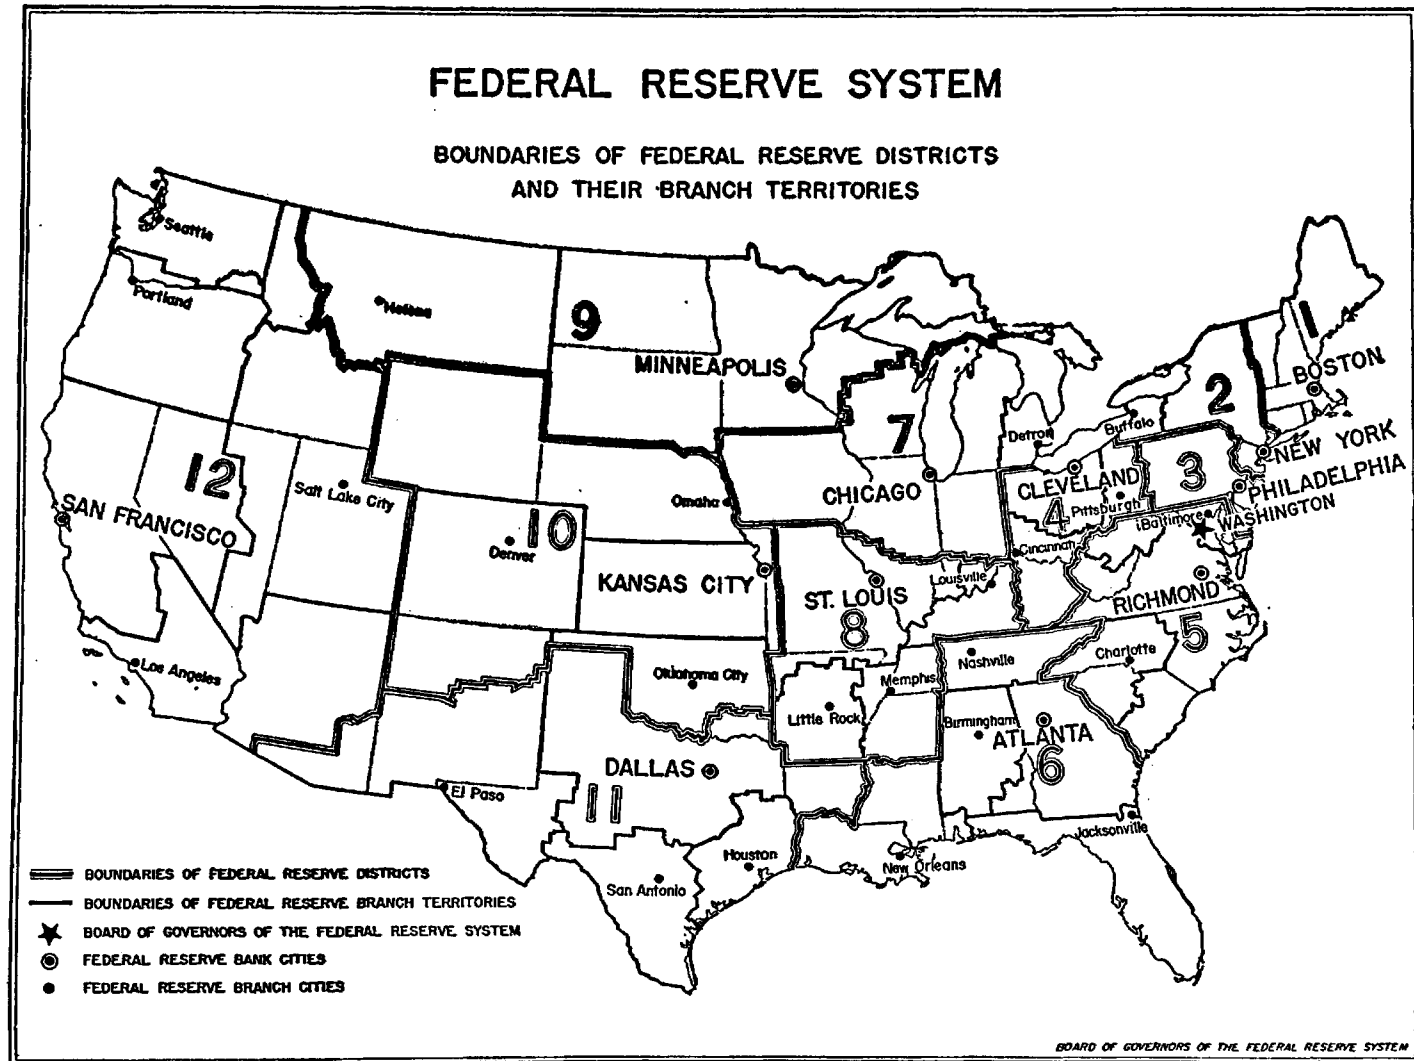 FEDERAL RESERVE SYSTEM
BOUNDARIES OF FEDERAL RESERVE DISTRICTS
AND THEIR BRANCH TERRITORIES
Seattle
Portland
Helena
9
MINNEAPOLIS
1
BOSTON
2
Buffalo
NEW YORK
7
Detroit
3
PHILADELPHIA
12
SAN FRANCISCO
Salt Lake City
Omaha
CHICAGO
CLEVELAND
4
Pittsburgh
Baltimore
WASHINGTON
10
Denver
Cincinnati
KANSAS CITY
ST. LOUIS
8
Louisville
RICHMOND
5
Los Angeles
Oklahoma City
Nashville
Charlotte
Memphis
Little Rock
Birmingham
ATLANTA
6
DALLAS
11
El Paso
Jacksonville
Houston
New Orleans
San Antonio
BOUNDARIES OF FEDERAL RESERVE DISTRICTS
BOUNDARIES OF FEDERAL RESERVE BRANCH TERRITORIES
BOARD OF GOVERNORS OF THE FEDERAL RESERVE SYSTEM
FEDERAL RESERVE BANK CITIES
FEDERAL RESERVE BRANCH CITIES
BOARD OF GOVERNORS OF THE FEDERAL RESERVE SYSTEM